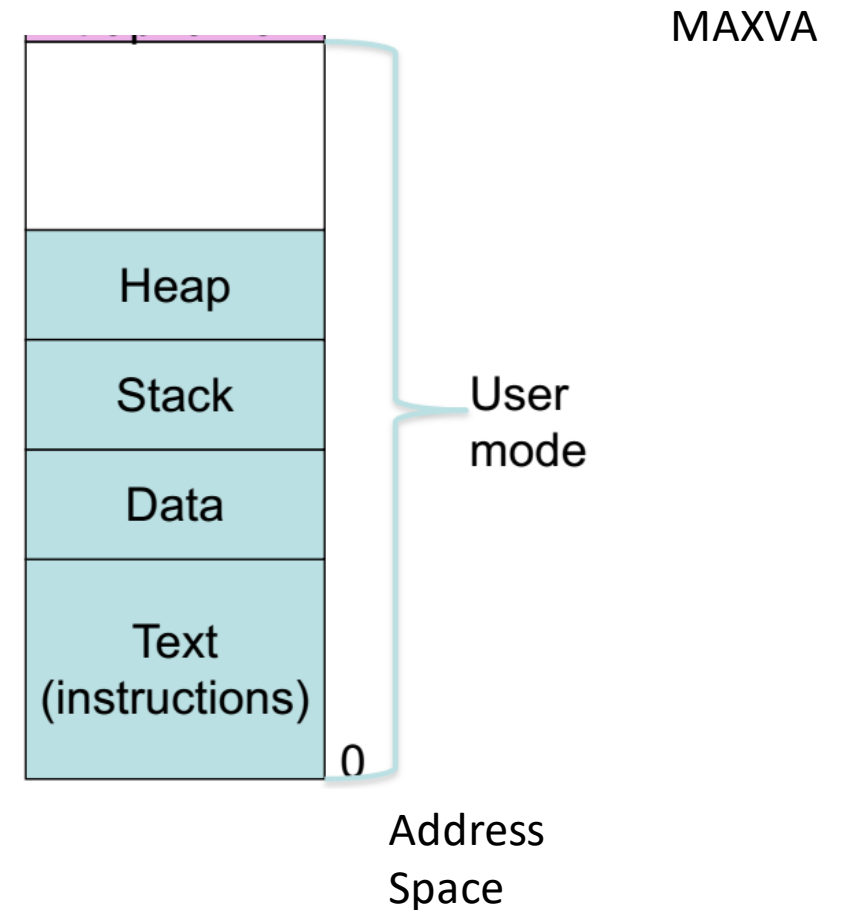 MAXVA
Heap
Stack
Data
Text
(instructions)
0
User
mode
Address
Space